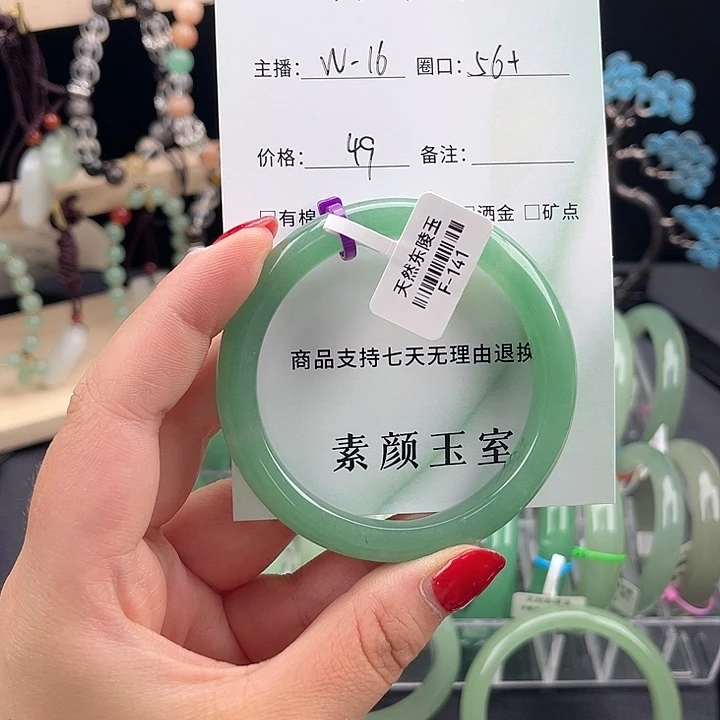 主播： W-16 圈口： 56+
价格： 49 备注：
□有棉 □洒金 □矿点
天然东陵玉
F-141
商品支持七天无理由退换
素颜玉室